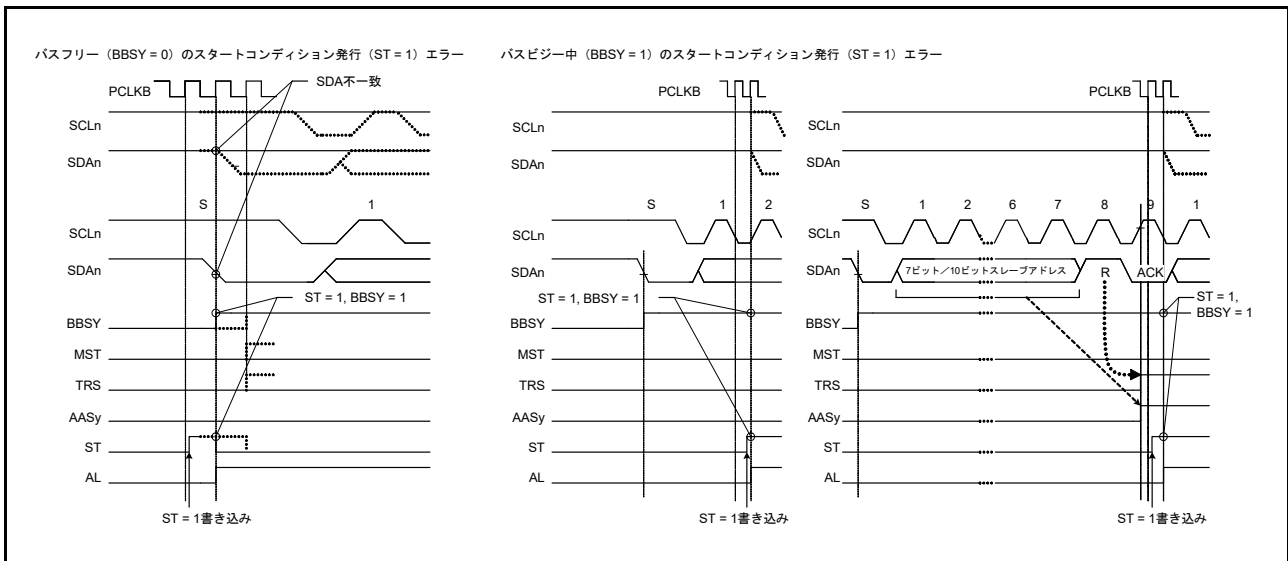 バスフリー（BBSY = 0）のスタートコンディション発行（ST = 1）エラー
PCLKB
SDA不一致
SCLn
SDAn
S 1
SCLn
SDAn
ST = 1, BBSY = 1
BBSY
MST
TRS
AASy
ST
AL
ST = 1書き込み
バスビジー中（BBSY = 1）のスタートコンディション発行（ST = 1）エラー
PCLKB
SCLn
SDAn
S 1 2
SCLn
SDAn
ST = 1, BBSY = 1
BBSY
MST
TRS
AASy
ST
AL
ST = 1書き込み
PCLKB
SCLn
SDAn
S 1 2 6 7 8 9 1
SCLn
SDAn
7ビット／10ビットスレーブアドレス R ACK
ST = 1,
BBSY = 1
BBSY
MST
TRS
AASy
ST
AL
ST = 1書き込み